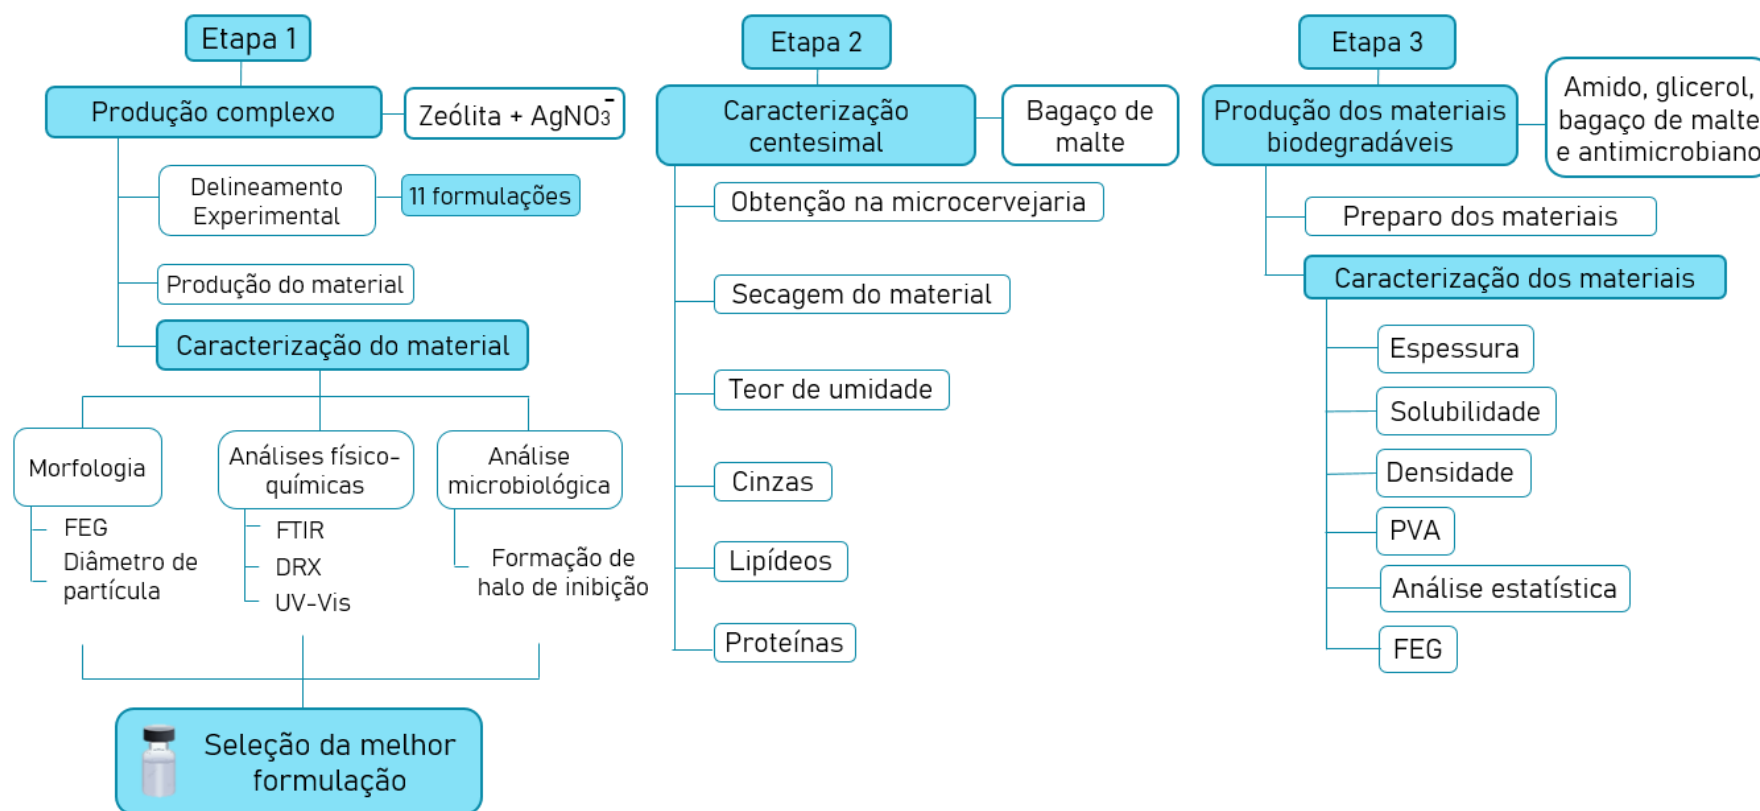 Etapa 1
Produção complexo
Zeólita + AgNO₃⁻
Delineamento
Experimental
11 formulações
Produção do material
Caracterização do material
Morfologia
FEG
Diâmetro de
partícula
Análises físico-
químicas
FTIR
DRX
UV-Vis
Análise
microbiológica
Formação de
halo de inibição
Seleção da melhor
formulação
Etapa 2
Caracterização
centesimal
Bagaço de
malte
Obtenção na microcervejaria
Secagem do material
Teor de umidade
Cinzas
Lipídeos
Proteínas
Etapa 3
Produção dos materiais
biodegradáveis
Amido, glicerol,
bagaço de malte
e antimicrobiano
Preparo dos materiais
Caracterização dos materiais
Espessura
Solubilidade
Densidade
PVA
Análise estatística
FEG